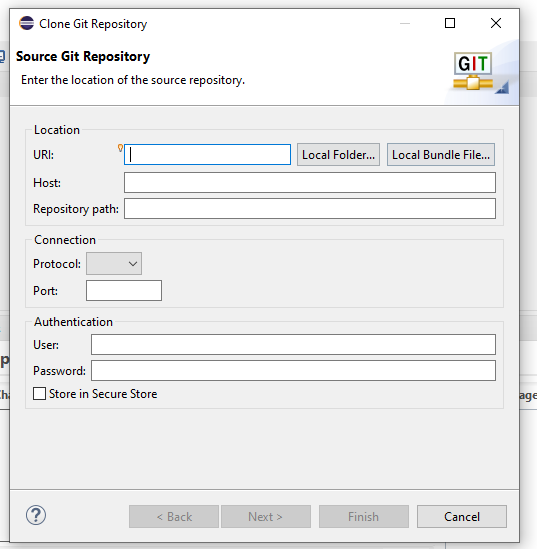 Clone Git Repository
Source Git Repository
Enter the location of the source repository.
GIT
Location
URI:
Local Folder...
Local Bundle File...
Host:
Repository path:
Connection
Protocol:
Port:
Authentication
User:
Password:
Store in Secure Store
?
< Back
Next >
Finish
Cancel